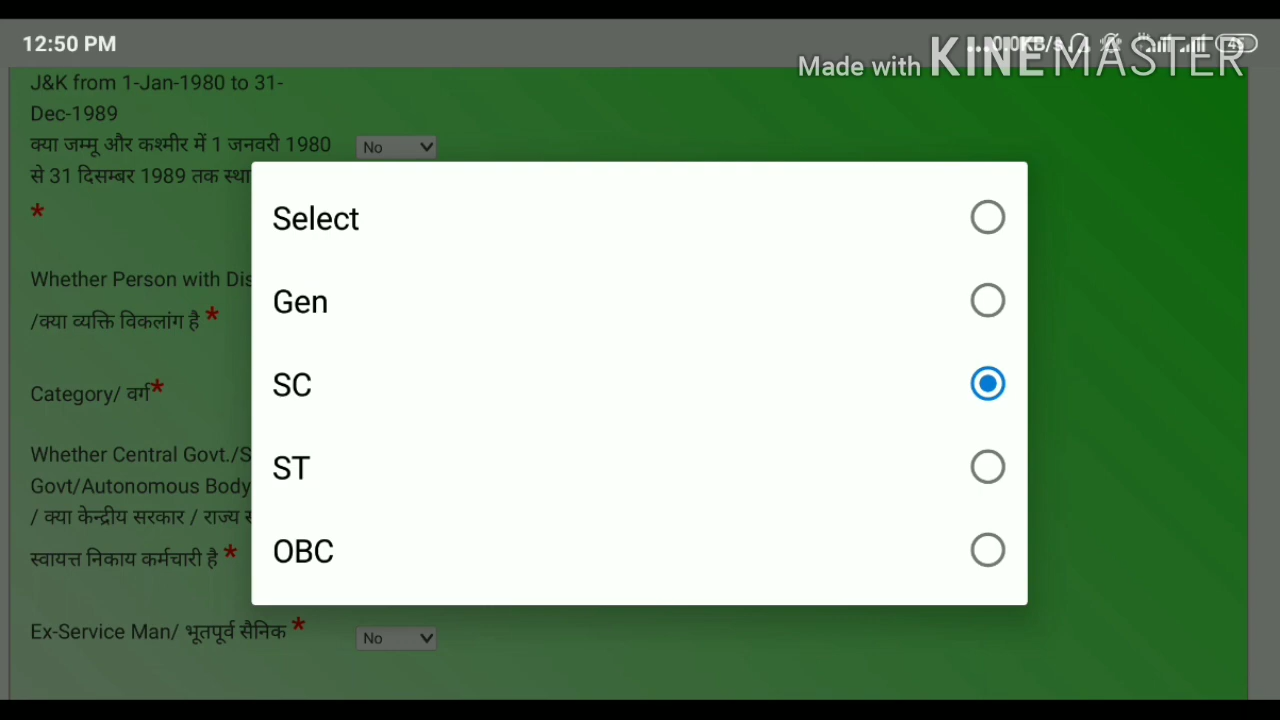 12:50 PM
...0.0KB/s
Made with KINEMASTER
J&K from 1-Jan-1980 to 31-
Dec-1989
क्या जम्मू और कश्मीर में 1 जनवरी 1980
No
से 31 दिसम्बर 1989 तक
*
Select
Gen
SC
ST
OBC
Whether Person with
/क्या व्यक्ति विकलांग है *
Category/ वर्ग*
Whether Central Govt./S
Govt/Autonomous Body
/ क्या केन्द्रीय सरकार / राज्य
स्वायत्त निकाय कर्मचारी है *
Ex-Service Man/ भूतपूर्व सैनिक *
No